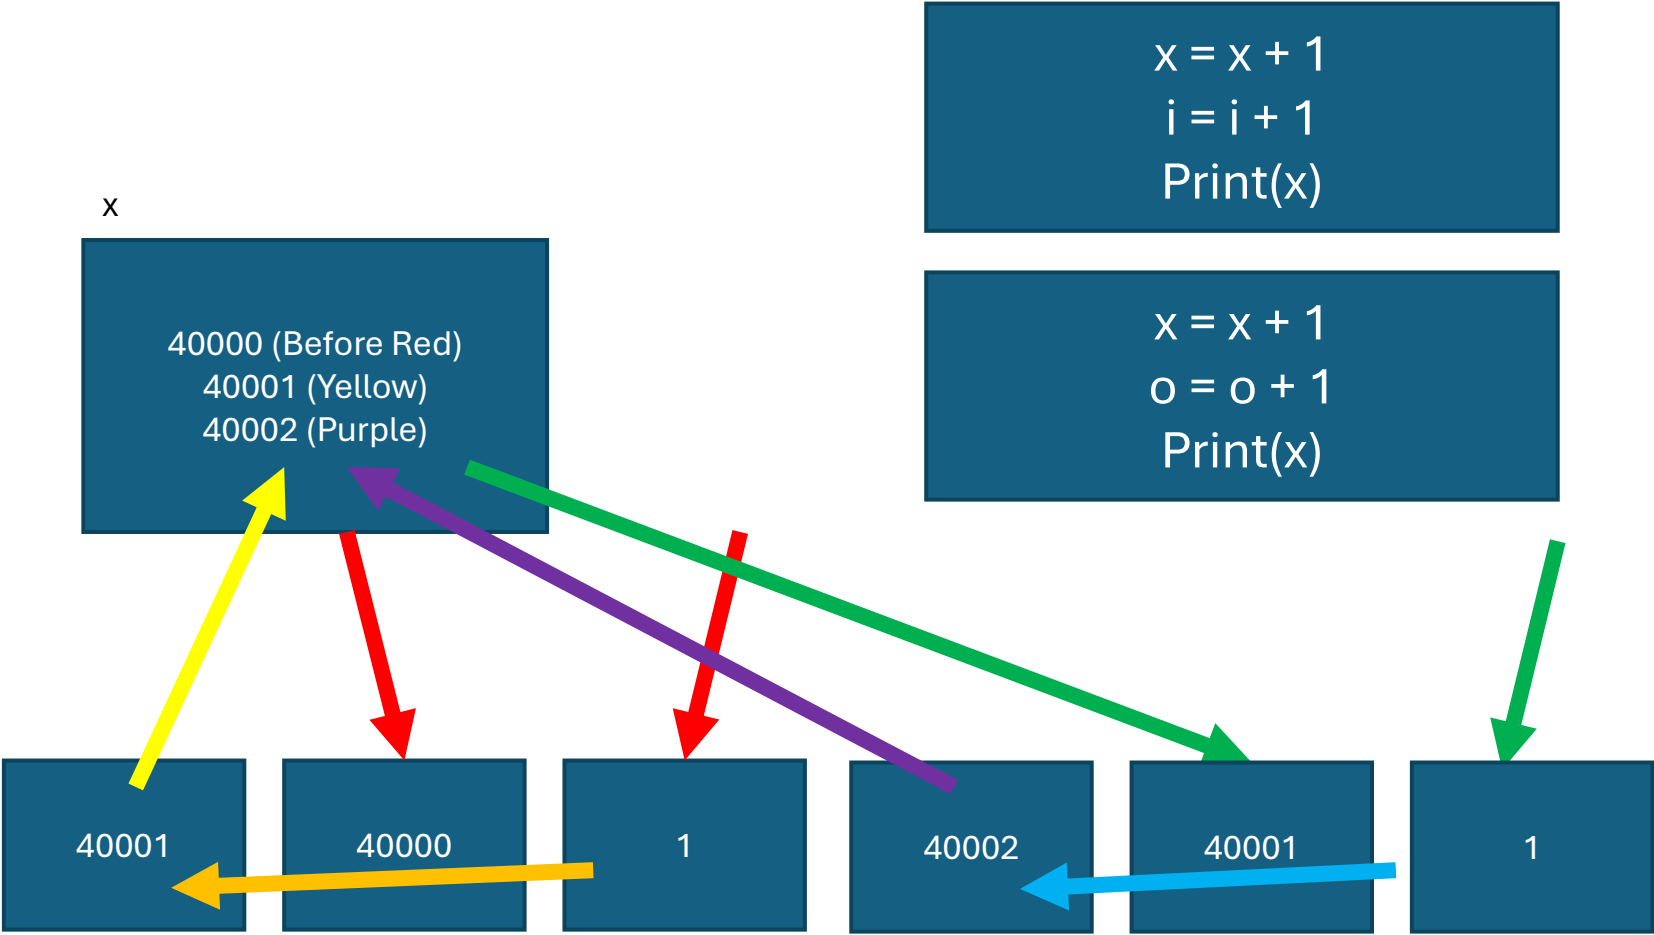 x = x + 1
i = i + 1
Print(x)
x
x = x + 1
o = o + 1
Print(x)
40000 (Before Red)
40001 (Yellow)
40002 (Purple)
40001
40000
1
40002
40001
1